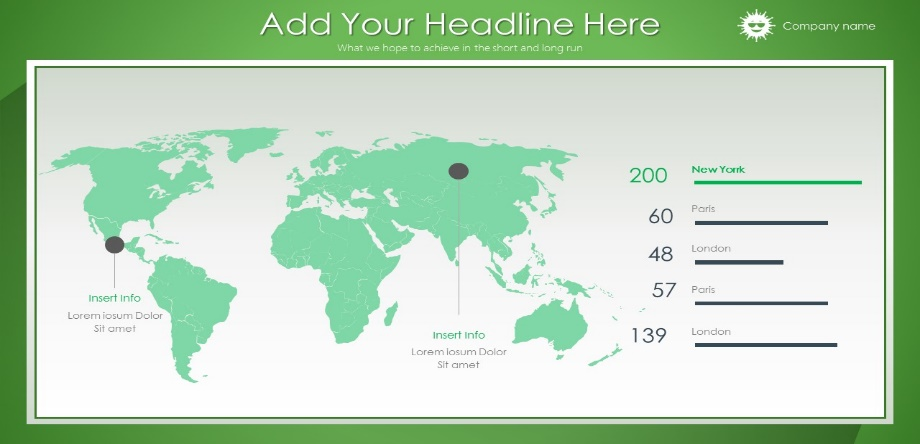 Add Your Headline Here
What we hope to achieve in the short and long run
Company name
200 New York
60 Paris
48 London
57 Paris
139 London
Insert Info
Lorem iosum Dolor
Sit amet
Insert Info
Lorem iosum Dolor
Sit amet